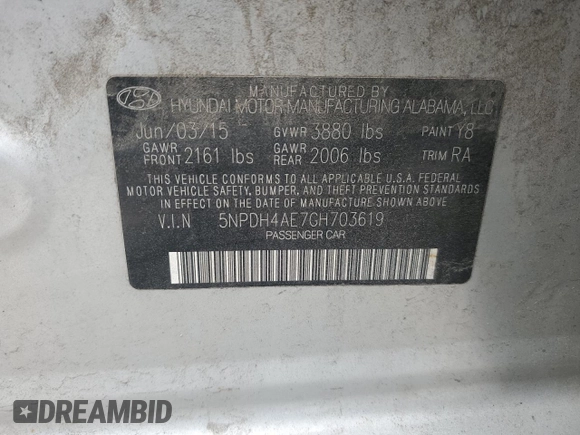 MANUFACTURED BY
HYUNDAI MOTOR MANUFACTURING ALABAMA, LLC
Jun/03/15 GVWR 3880 lbs PAINT Y8
GAWR FRONT 2161 lbs GAWR REAR 2006 lbs TRIM RA
THIS VEHICLE CONFORMS TO ALL APPLICABLE U.S.A. FEDERAL
MOTOR VEHICLE SAFETY, BUMPER, AND THEFT PREVENTION STANDARDS
IN EFFECT ON THE DATE OF MANUFACTURE SHOWN ABOVE.
V.I.N 5NPDH4AE7GH703619
PASSENGER CAR
DREAMBID